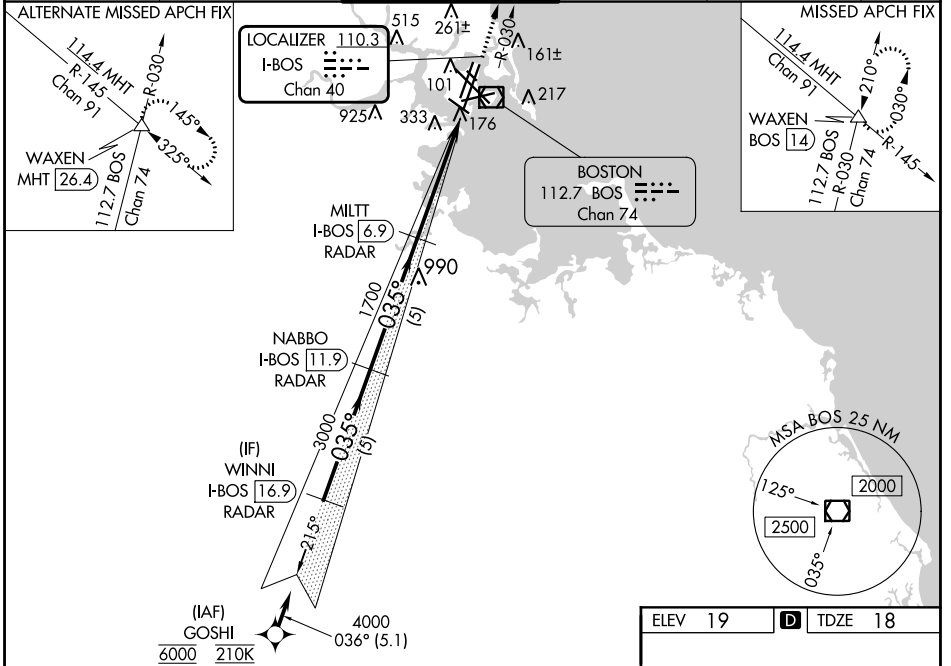 ALTERNATE MISSED APCH FIX
114.4 MHT
R-145
Chan 91
R-030
145°
325°
WAXEN
MHT 26.4
112.7 BOS
Chan 74
LOCALIZER 110.3
I-BOS
Chan 40
515
261±
R-030
161±
101
217
925
333
176
BOSTON
112.7 BOS
Chan 74
MISSED APCH FIX
114.4 MHT
Chan 91
210°
030°
WAXEN
BOS 14
R-145
112.7 BOS
R-030
Chan 74
MILTT
I-BOS 6.9
RADAR
990
1700
035°
(5)
NABBO
I-BOS 11.9
RADAR
3000
035°
(5)
(IF)
WINNI
I-BOS 16.9
RADAR
215°
(IAF)
GOSHI
6000 210K
4000
036° (5.1)
MSA BOS 25 NM
125°
2000
2500
035°
ELEV 19 D TDZE 18